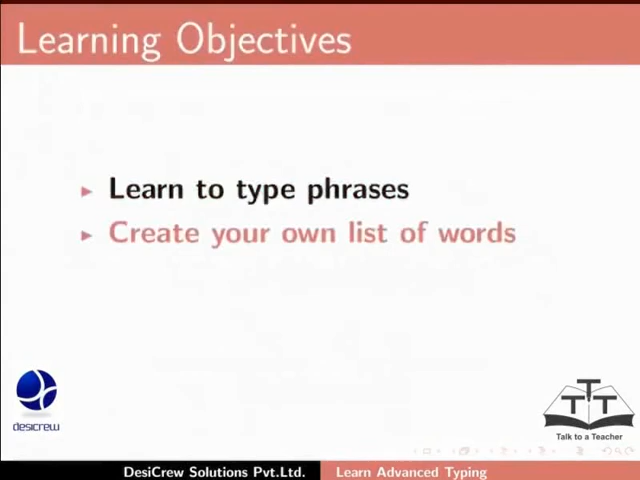 Learning Objectives
Learn to type phrases
Create your own list of words
desicrew
T T T
Talk to a Teacher
DesiCrew Solutions Pvt.Ltd. Learn Advanced Typing